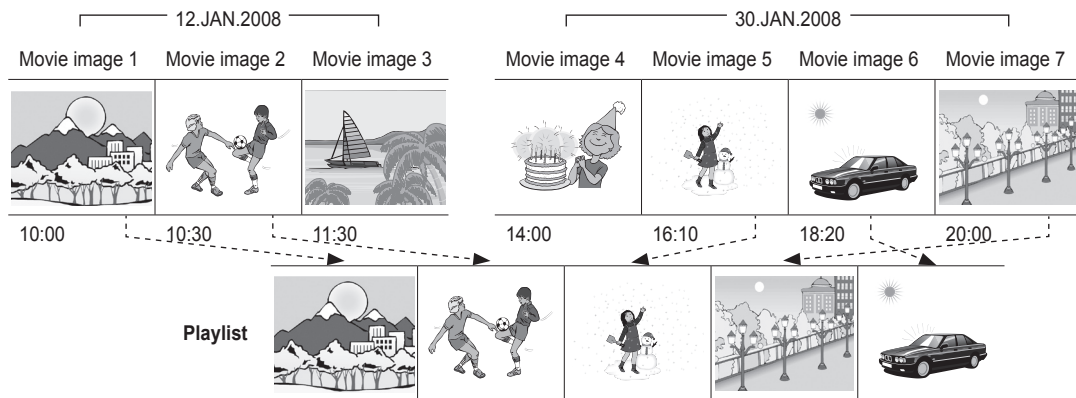 12.JAN.2008 30.JAN.2008
Movie image 1 Movie image 2 Movie image 3 Movie image 4 Movie image 5 Movie image 6 Movie image 7
10:00 10:30 11:30 14:00 16:10 18:20 20:00
Playlist